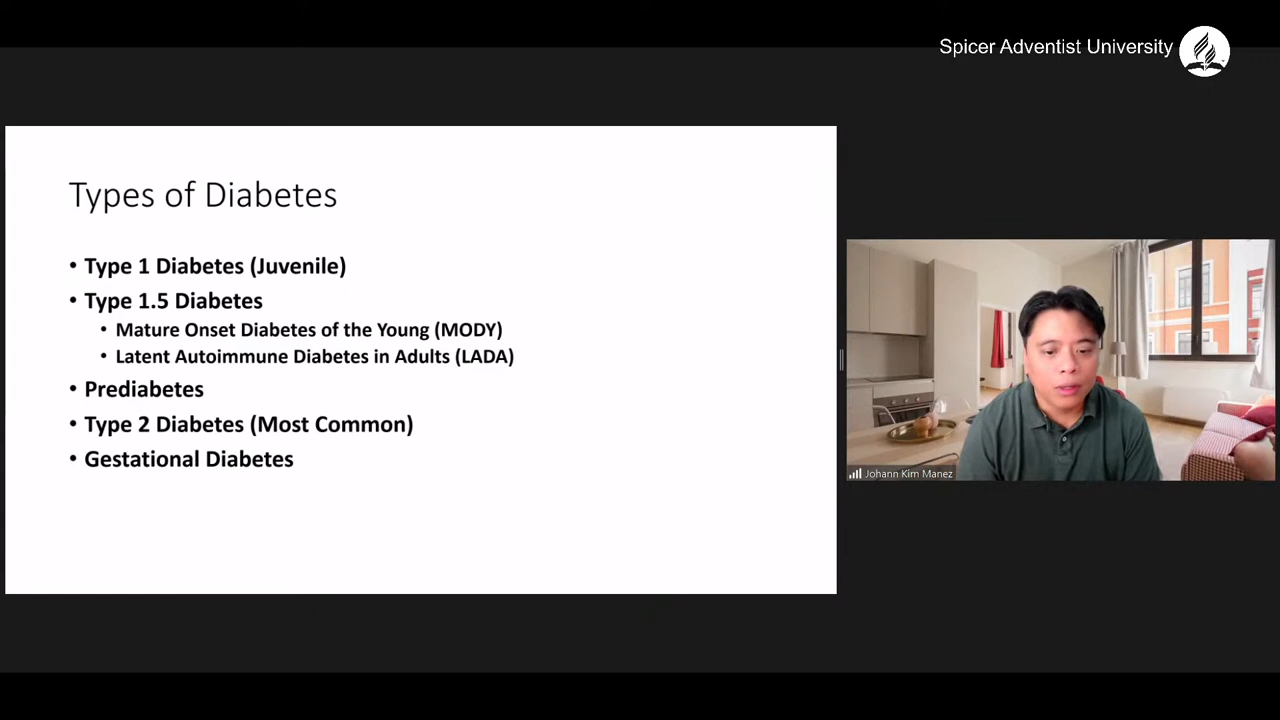 Spicer Adventist University
Types of Diabetes
• Type 1 Diabetes (Juvenile)
• Type 1.5 Diabetes
• Mature Onset Diabetes of the Young (MODY)
• Latent Autoimmune Diabetes in Adults (LADA)
• Prediabetes
• Type 2 Diabetes (Most Common)
• Gestational Diabetes
Johann Kim Manez